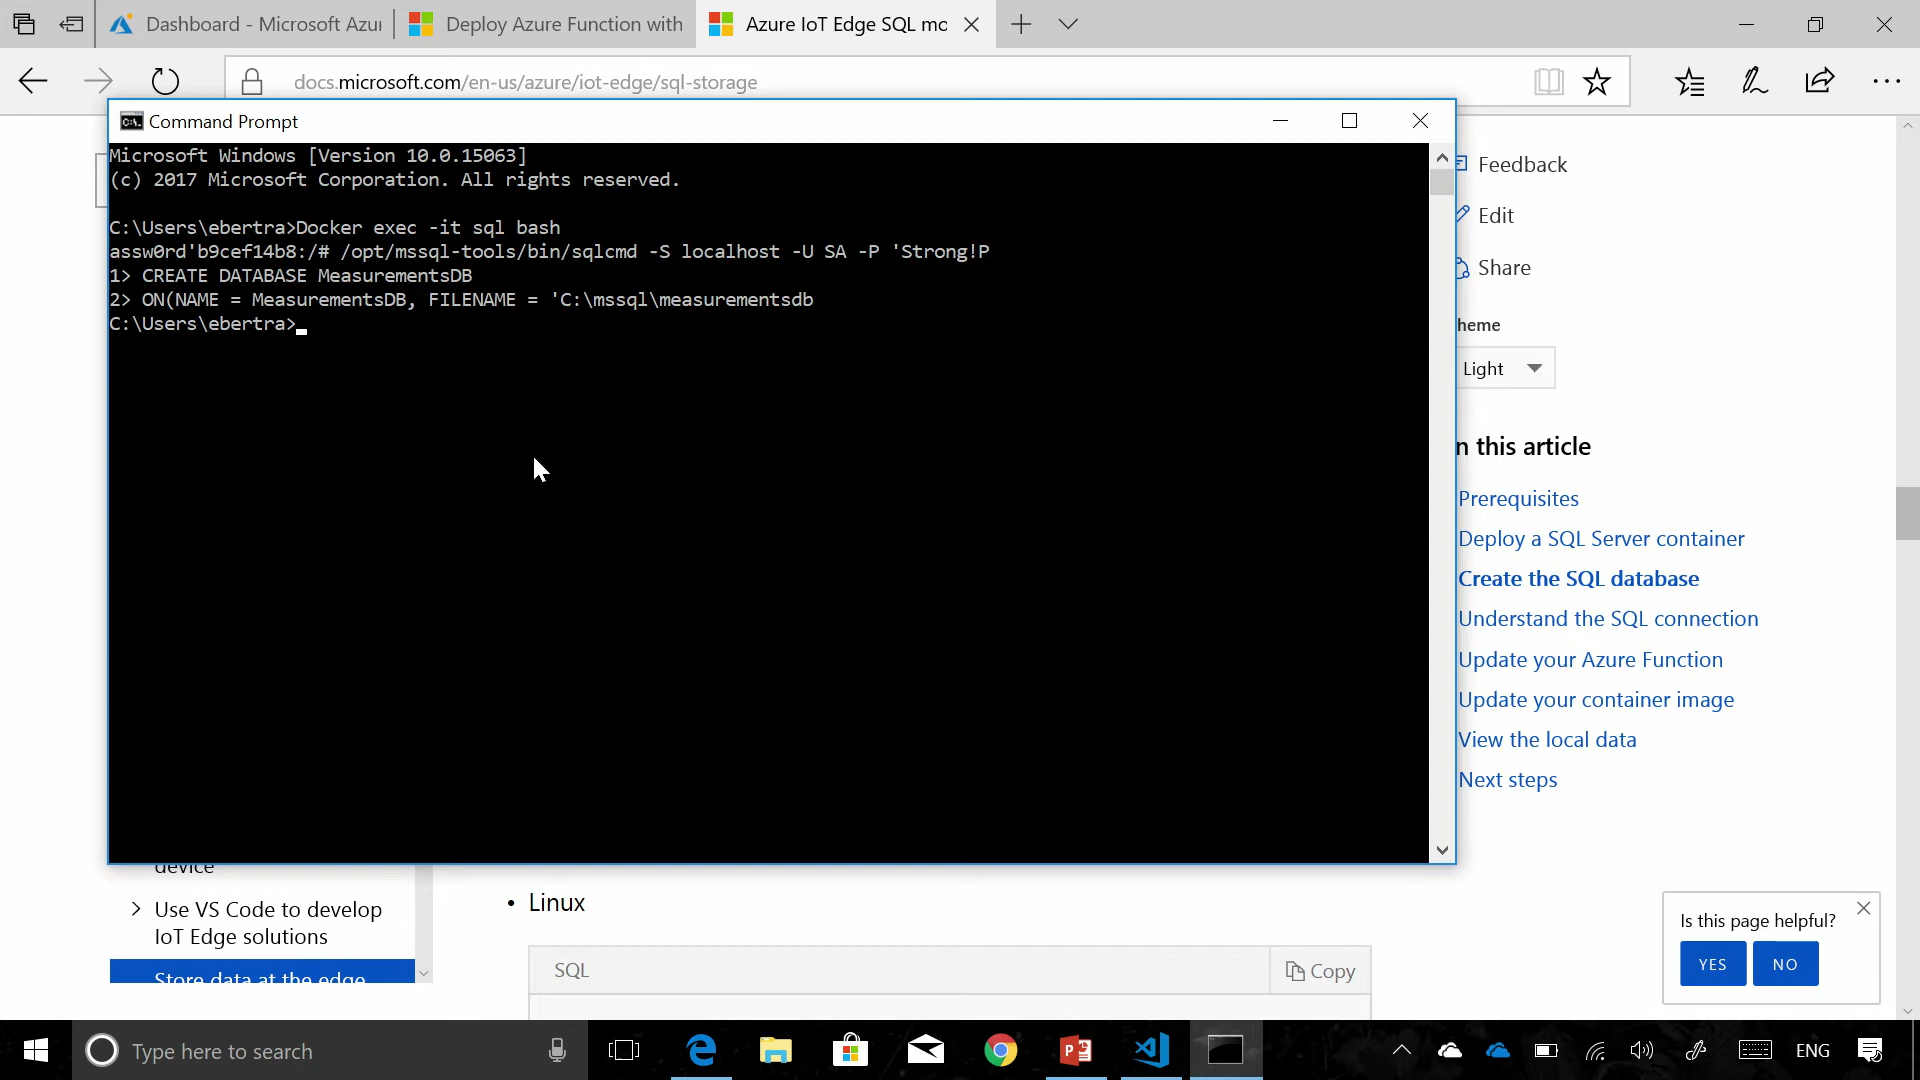 Dashboard - Microsoft Azur
Deploy Azure Function with
Azure IoT Edge SQL mo
docs.microsoft.com/en-us/azure/iot-edge/sql-storage
Command Prompt
Microsoft Windows [Version 10.0.15063]
(c) 2017 Microsoft Corporation. All rights reserved.
C:\Users\ebertra>Docker exec -it sql bash
assw0rd'b9cef14b8:/# /opt/mssql-tools/bin/sqlcmd -S localhost -U SA -P 'Strong!P
1> CREATE DATABASE MeasurementsDB
2> ON(NAME = MeasurementsDB, FILENAME = 'C:\mssql\measurementsdb
C:\Users\ebertra>
Feedback
Edit
Share
heme
Light
n this article
Prerequisites
Deploy a SQL Server container
Create the SQL database
Understand the SQL connection
Update your Azure Function
Update your container image
View the local data
Next steps
device
Use VS Code to develop
IoT Edge solutions
Store data at the edge
• Linux
SQL
Copy
Is this page helpful?
YES
NO
Type here to search
ENG